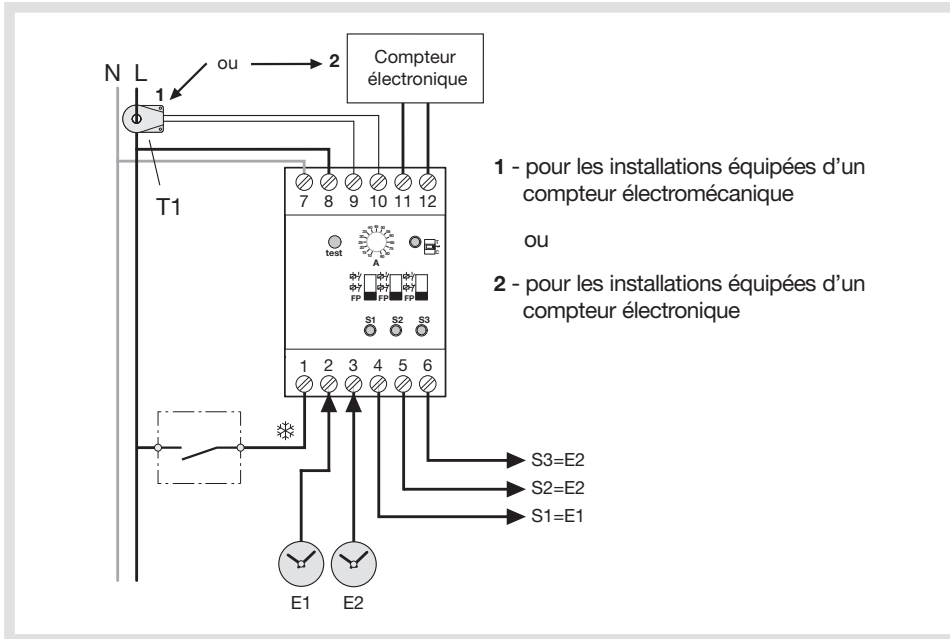 ou
2
Compteur
électronique
N L
1
T1
7 8 9 10 11 12
test
A
FP FP FP
S1 S2 S3
1 2 3 4 5 6
S3=E2
S2=E2
S1=E1
E1 E2
1 - pour les installations équipées d’un
compteur électromécanique
ou
2 - pour les installations équipées d’un
compteur électronique